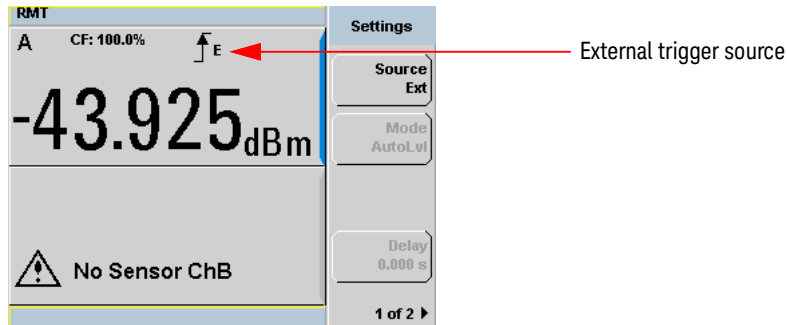 RMT
Settings
A CF: 100.0% E
External trigger source
Source
Ext
-43.925dBm
Mode
AutoLvl
No Sensor ChB
Delay
0.000 s
1 of 2